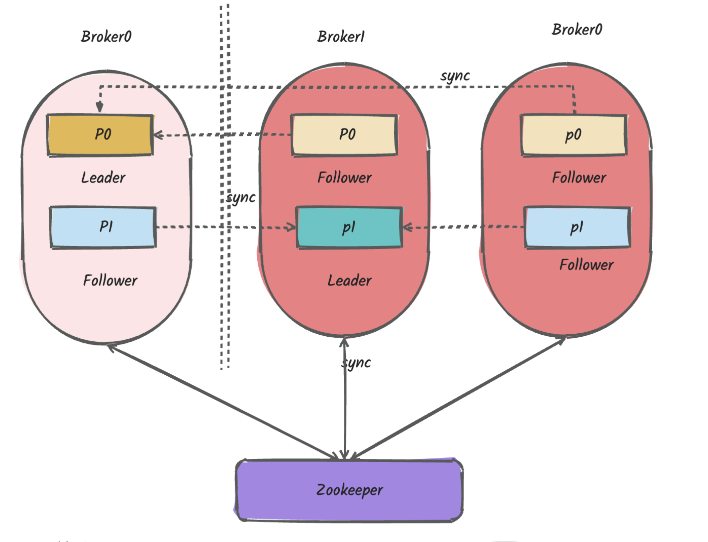 Broker0
Broker1
Broker0
sync
P0
P0
p0
Leader
Follower
Follower
sync
P1
p1
p1
Follower
Leader
Follower
sync
Zookeeper